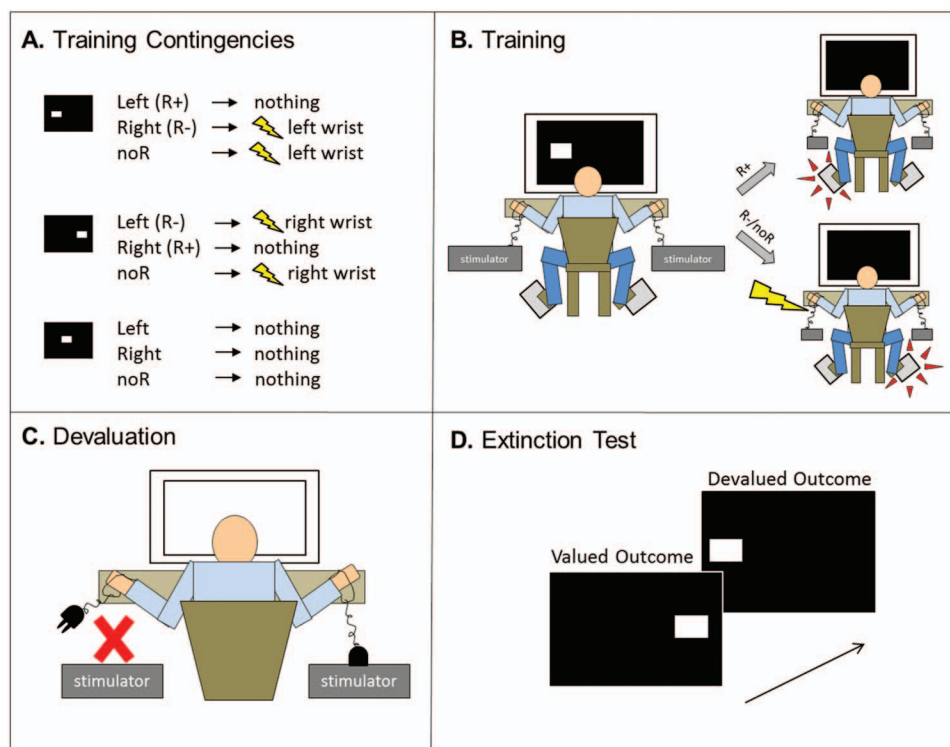 A. Training Contingencies
Left (R+) → nothing
Right (R-) → left wrist
noR → left wrist
Left (R-) → right wrist
Right (R+) → nothing
noR → right wrist
Left → nothing
Right → nothing
noR → nothing
B. Training
R+
R-/noR
stimulator
stimulator
C. Devaluation
stimulator
stimulator
D. Extinction Test
Devalued Outcome
Valued Outcome